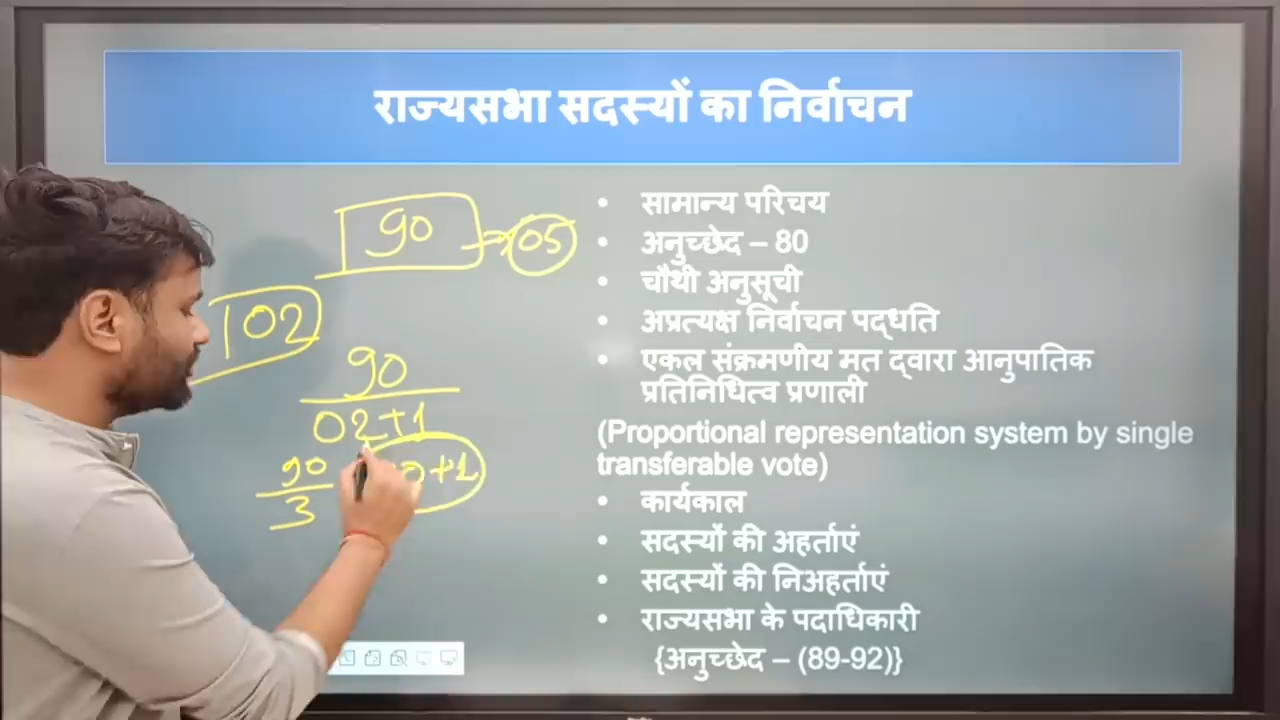 राज्यसभा सदस्यों का निर्वाचन
90 → 05
02
90
02+1
90
3
+1
• सामान्य परिचय
• अनुच्छेद – 80
• चौथी अनुसूची
• अप्रत्यक्ष निर्वाचन पद्धति
• एकल संक्रमणीय मत द्वारा आनुपातिक
प्रतिनिधित्व प्रणाली
(Proportional representation system by single
transferable vote)
• कार्यकाल
• सदस्यों की अहर्ताएं
• सदस्यों की निअहर्ताएं
• राज्यसभा के पदाधिकारी
{अनुच्छेद – (89-92)}